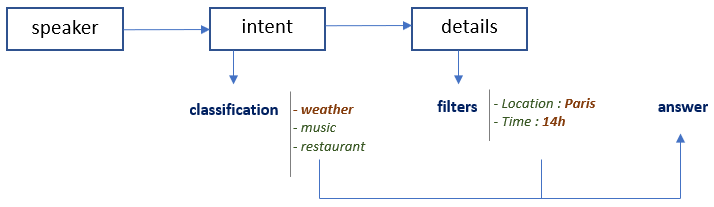 speaker
intent
details
classification
- weather
- music
- restaurant
filters
- Location : Paris
- Time : 14h
answer